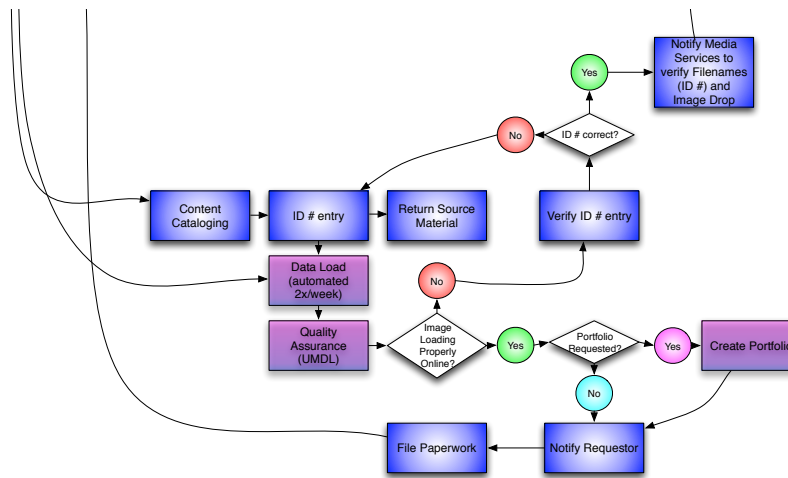 Notify Media
Services to
verify Filenames
(ID #) and
Image Drop
Yes
No
ID # correct?
Content
Cataloging
ID # entry
Return Source
Material
Verify ID # entry
Data Load
(automated
2x/week)
No
Quality
Assurance
(UMDL)
Image
Loading
Properly
Online?
Yes
Portfolio
Requested?
Yes
Create Portfolio
No
File Paperwork
Notify Requestor